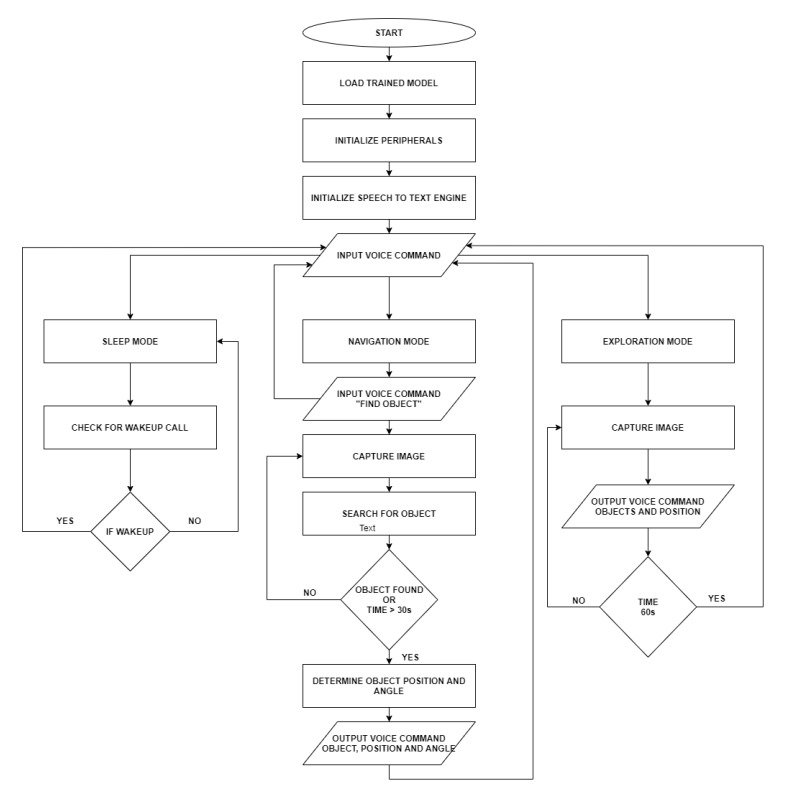 START
LOAD TRAINED MODEL
INITIALIZE PERIPHERALS
INITIALIZE SPEECH TO TEXT ENGINE
INPUT VOICE COMMAND
SLEEP MODE
CHECK FOR WAKEUP CALL
YES
IF WAKEUP
NO
NAVIGATION MODE
INPUT VOICE COMMAND
"FIND OBJECT"
CAPTURE IMAGE
SEARCH FOR OBJECT
Text
NO
OBJECT FOUND
OR
TIME > 30s
YES
DETERMINE OBJECT POSITION AND
ANGLE
OUTPUT VOICE COMMAND
OBJECT, POSITION AND ANGLE
EXPLORATION MODE
CAPTURE IMAGE
OUTPUT VOICE COMMAND
OBJECTS AND POSITION
NO
TIME
60s
YES